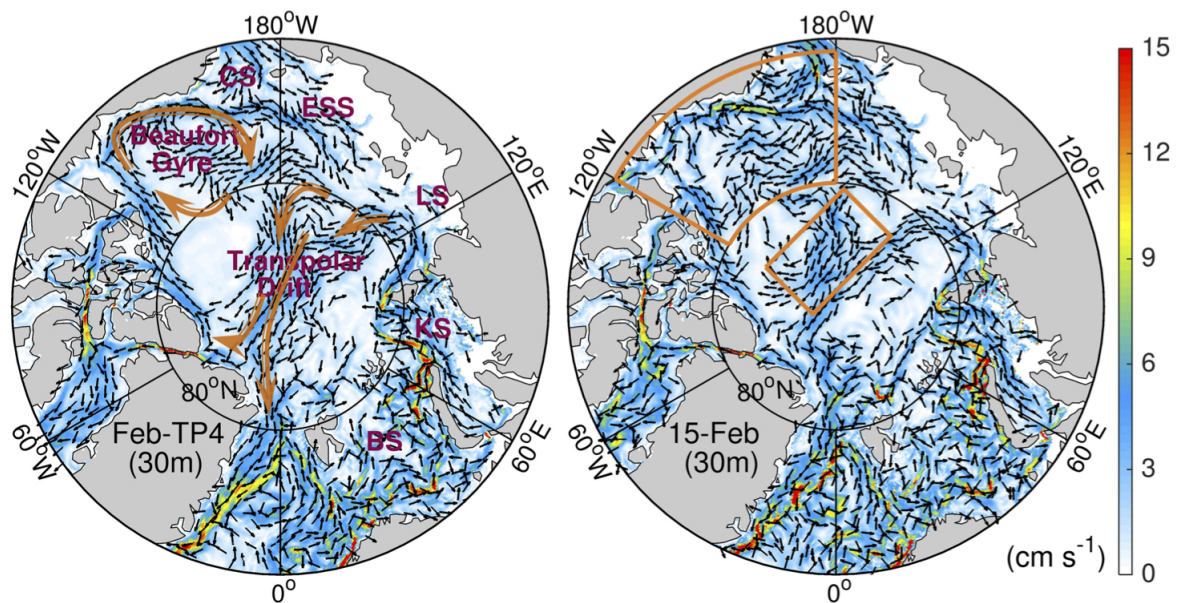 180°W
CS
ESS
Beaufort
Gyre
120°W
120°E
LS
Transpolar
Drift
KS
80°N
BS
60°W
60°E
Feb-TP4
(30m)
0°
180°W
120°W
120°E
80°N
60°W
60°E
15-Feb
(30m)
0°
15
12
9
6
3
0
(cm s⁻¹)